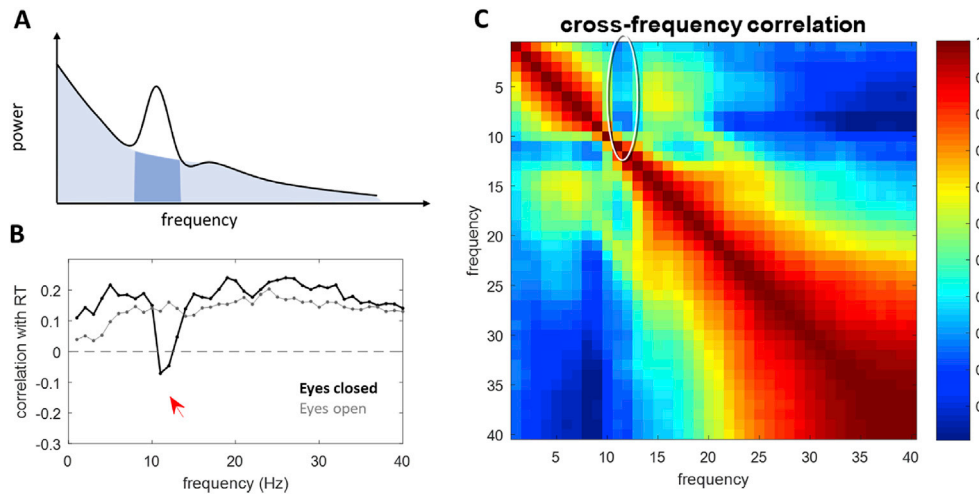 A
power
frequency
B
correlation with RT
0.2
0.1
0
-0.1
-0.2
-0.3
Eyes closed
Eyes open
0
10
20
30
40
frequency (Hz)
C
cross-frequency correlation
frequency
5
10
15
20
25
30
35
40
5
10
15
20
25
30
35
40
frequency